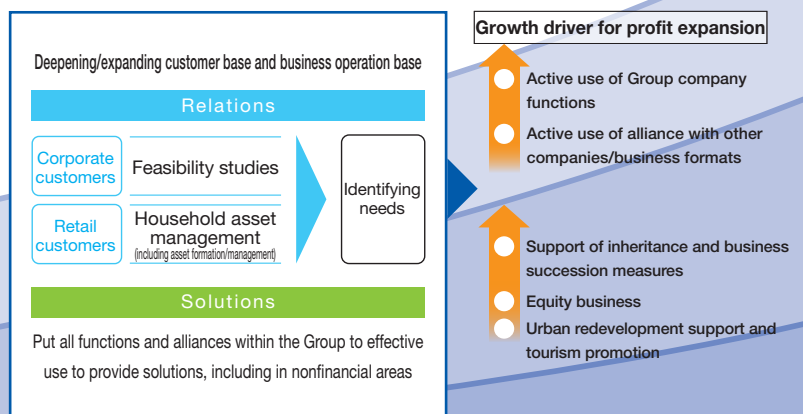 Deepening/expanding customer base and business operation base
Relations
Corporate
customers
Feasibility studies
Retail
customers
Household asset
management
(including asset formation/management)
Identifying
needs
Solutions
Put all functions and alliances within the Group to effective
use to provide solutions, including in nonfinancial areas
Growth driver for profit expansion
Active use of Group company
functions
Active use of alliance with other
companies/business formats
Support of inheritance and business
succession measures
Equity business
Urban redevelopment support and
tourism promotion